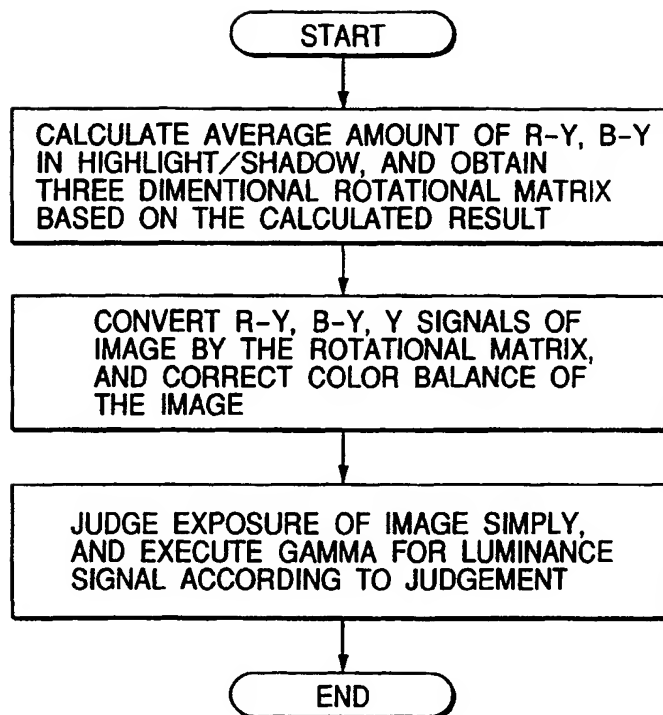 START
CALCULATE AVERAGE AMOUNT OF R-Y, B-Y
IN HIGHLIGHT/SHADOW, AND OBTAIN
THREE DIMENTIONAL ROTATIONAL MATRIX
BASED ON THE CALCULATED RESULT
CONVERT R-Y, B-Y, Y SIGNALS OF
IMAGE BY THE ROTATIONAL MATRIX,
AND CORRECT COLOR BALANCE OF
THE IMAGE
JUDGE EXPOSURE OF IMAGE SIMPLY,
AND EXECUTE GAMMA FOR LUMINANCE
SIGNAL ACCORDING TO JUDGEMENT
END